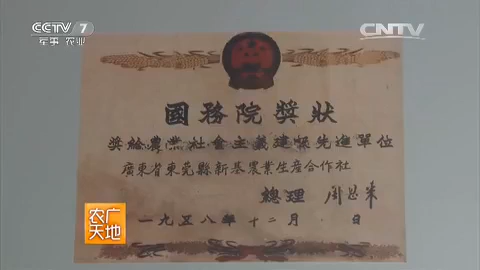 CCTV 7
军事·农业
CNTV
國務院獎狀
獎給農業社會主義建設先進單位
廣東省東莞縣新基農業生產合作社
總理 周恩来
一九五八年十二月 日
农广
天地